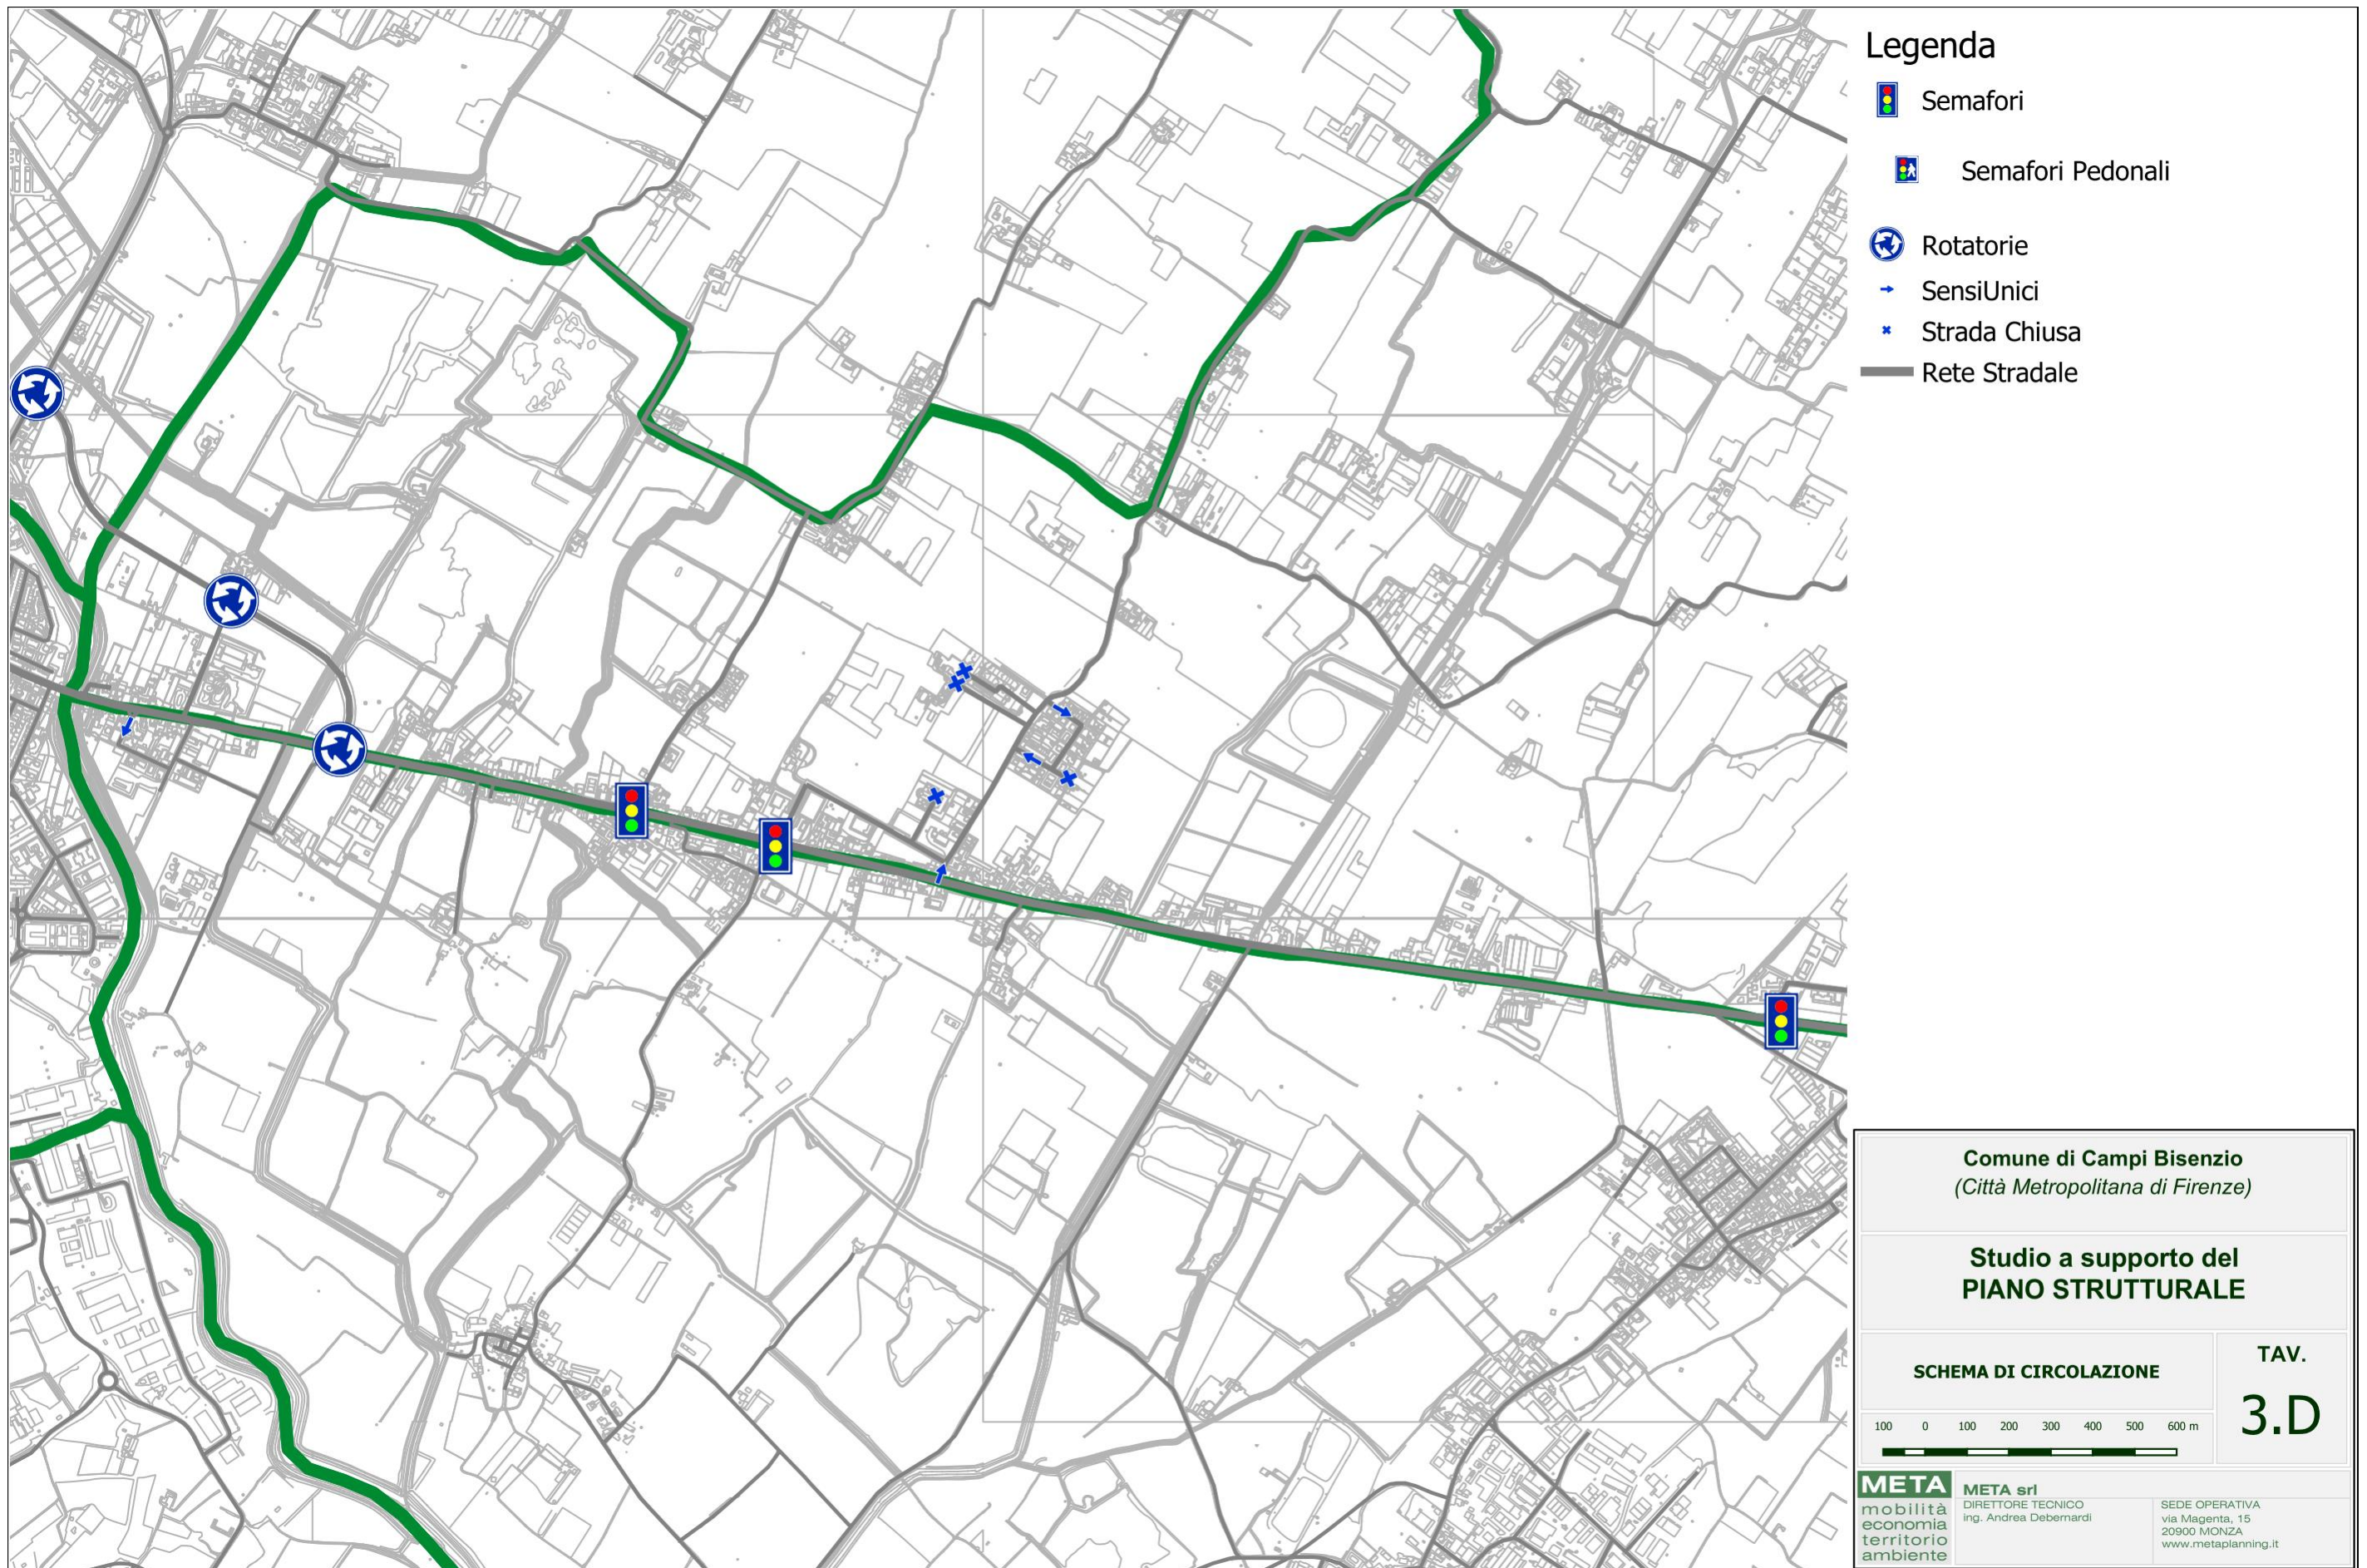 Legenda
Semafori
Semafori Pedonali
Rotatorie
SensiUnici
Strada Chiusa
Rete Stradale
Comune di Campi Bisenzio
(Città Metropolitana di Firenze)
Studio a supporto del
PIANO STRUTTURALE
SCHEMA DI CIRCOLAZIONE
TAV.
3.D
100 0 100 200 300 400 500 600 m
META
mobilità
economia
territorio
ambiente
META srl
DIRETTORE TECNICO
ing. Andrea Debernardi
SEDE OPERATIVA
via Magenta, 15
20900 MONZA
www.metaplanning.it